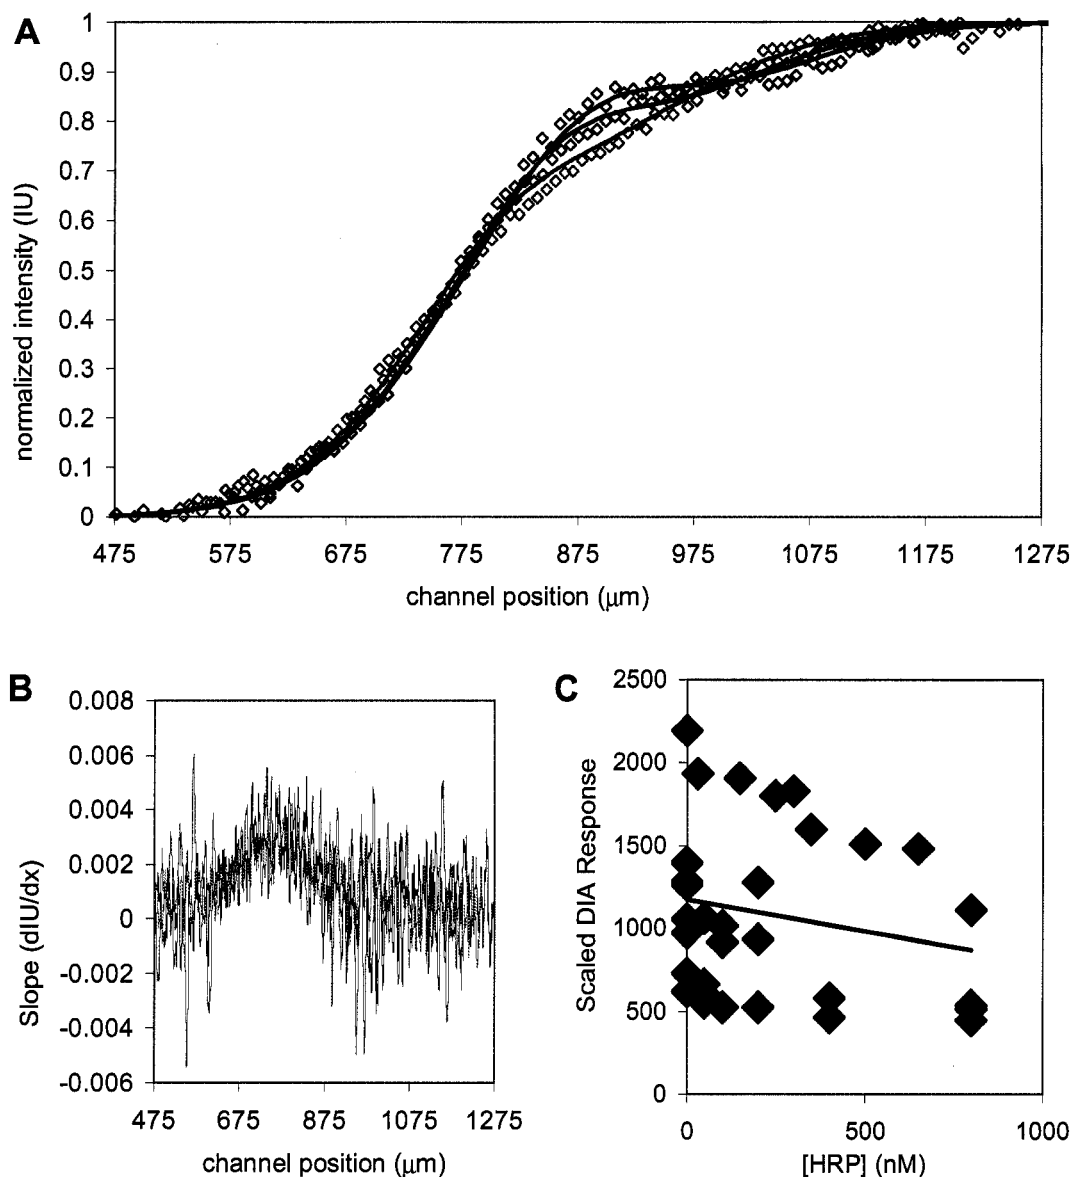 A
normalized intensity (IU)
1
0.9
0.8
0.7
0.6
0.5
0.4
0.3
0.2
0.1
0
475 575 675 775 875 975 1075 1175 1275
channel position (μm)
B
Slope (dIU/dx)
0.008
0.006
0.004
0.002
0
-0.002
-0.004
-0.006
475 675 875 1075 1275
channel position (μm)
C
Scaled DIA Response
2500
2000
1500
1000
500
0
0 500 1000
[HRP] (nM)